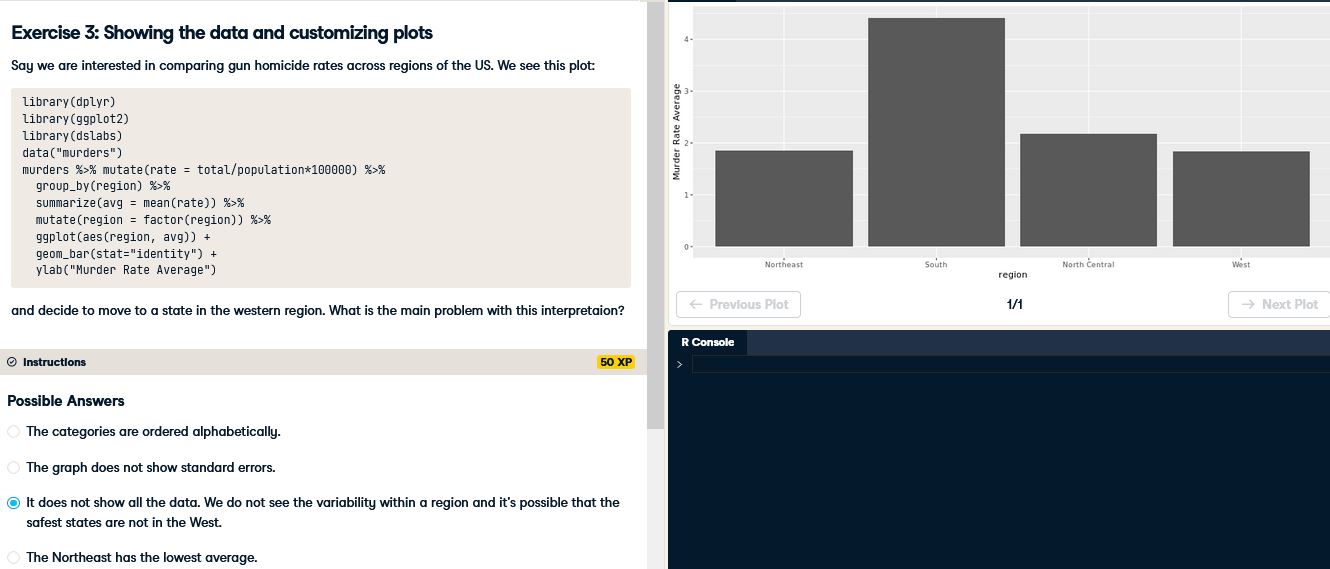 Exercise 3: Showing the data and customizing plots
Say we are interested in comparing gun homicide rates across regions of the US. We see this plot:
library(dplyr)
library(ggplot2)
library(dslabs)
data("murders")
murders %>% mutate(rate = total/population*100000) %>%
  group_by(region) %>%
  summarize(avg = mean(rate)) %>%
  mutate(region = factor(region)) %>%
  ggplot(aes(region, avg)) +
  geom_bar(stat="identity") +
  ylab("Murder Rate Average")
and decide to move to a state in the western region. What is the main problem with this interpretaion?
Instructions
50 XP
Possible Answers
The categories are ordered alphabetically.
The graph does not show standard errors.
It does not show all the data. We do not see the variability within a region and it's possible that the
safest states are not in the West.
The Northeast has the lowest average.
Murder Rate Average
4
3
2
1
0
Northeast South North Central West
region
← Previous Plot
1/1
→ Next Plot
R Console
>